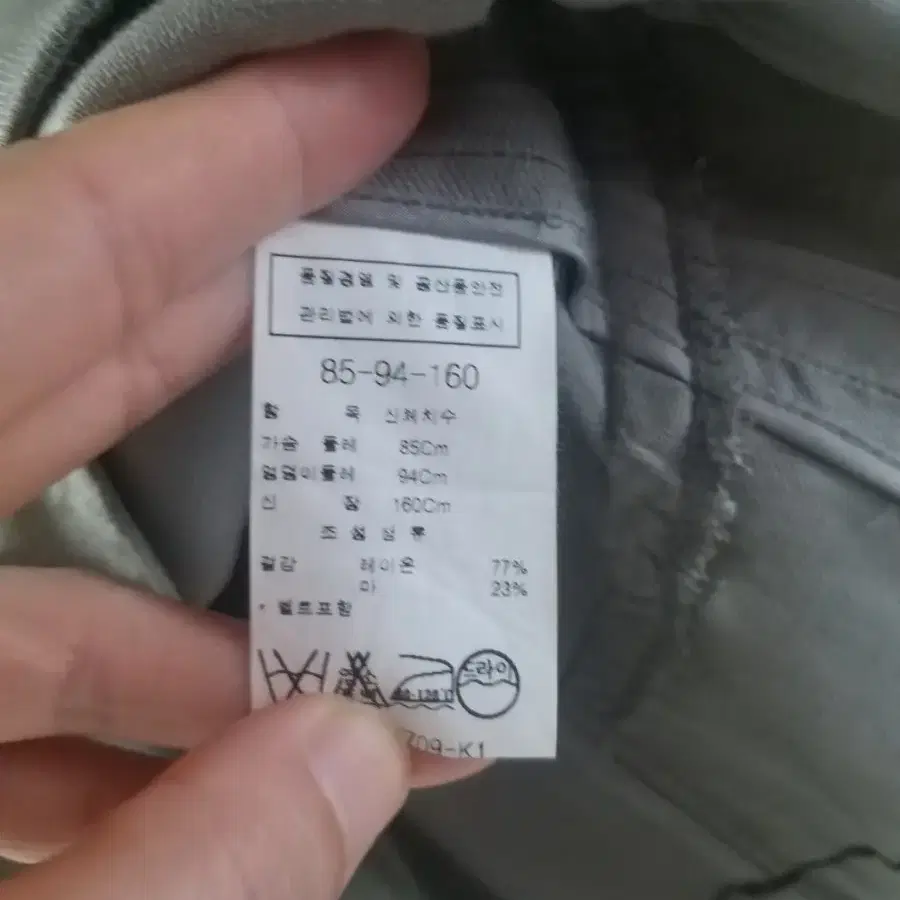 품질경영 및 공산품안전
관리법에 의한 품질표시
85-94-160
항 목 신체치수
가슴 둘레 85Cm
엉덩이둘레 94Cm
신 장 160Cm
조 성 섬 유
겉감 레이온 77%
마 23%
* 벨트포함
드라이
709-K1